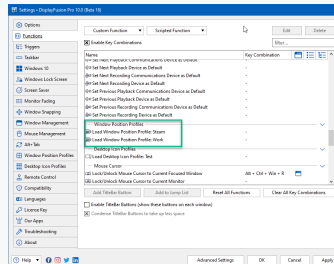 Settings • DisplayFusion Pro 10.0 (Beta 10)
Options
Functions
Triggers
Taskbar
Windows 10
Windows Lock Screen
Screen Saver
Monitor Fading
Window Snapping
Window Management
Mouse Management
Alt+Tab
Window Position Profiles
Desktop Icon Profiles
Remote Control
Compatibility
Languages
License Key
Our Apps
Troubleshooting
About
Custom Function
Scripted Function
Edit
Delete
Enable Key Combinations
filter...
Name
Key Combination
Set Next Playback Communications Device as Default
Set Next Playback Device as Default
Set Next Recording Communications Device as Default
Set Next Recording Device as Default
Set Previous Playback Communications Device as Default
Set Previous Playback Device as Default
Set Previous Recording Communications Device as Default
Set Previous Recording Device as Default
Window Position Profiles
Load Window Position Profile: Steam
Load Window Position Profile: Work
Desktop Icon Profiles
Load Desktop Icon Profile: Test
Mouse Cursor
Lock/Unlock Mouse Cursor to Current Focused Window
Alt + Ctrl + Win + 8
Lock/Unlock Mouse Cursor to Current Monitor
Add TitleBar Button
Add to Jump List
Reset All Functions
Clear All Key Combinations
Enable TitleBar Buttons (show these buttons on each window)
Condense TitleBar Buttons to take up less space
Help
Advanced Settings
OK
Cancel
Apply